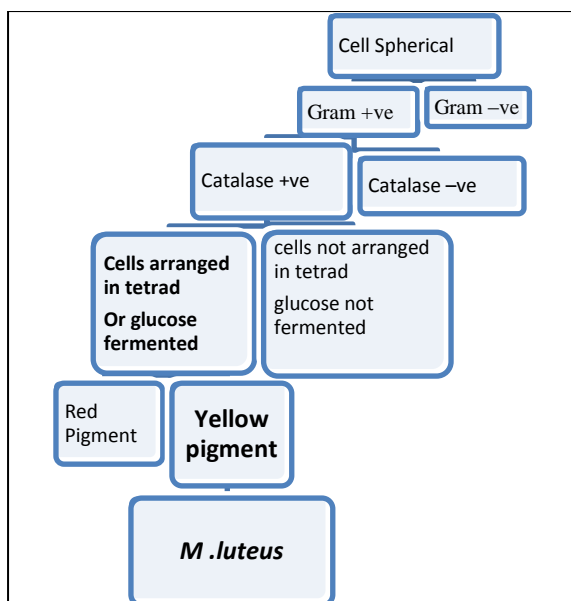 Cell Spherical
Gram +ve
Gram –ve
Catalase +ve
Catalase –ve
Cells arranged
in tetrad
Or glucose
fermented
cells not arranged
in tetrad
glucose not
fermented
Red
Pigment
Yellow
pigment
M .luteus